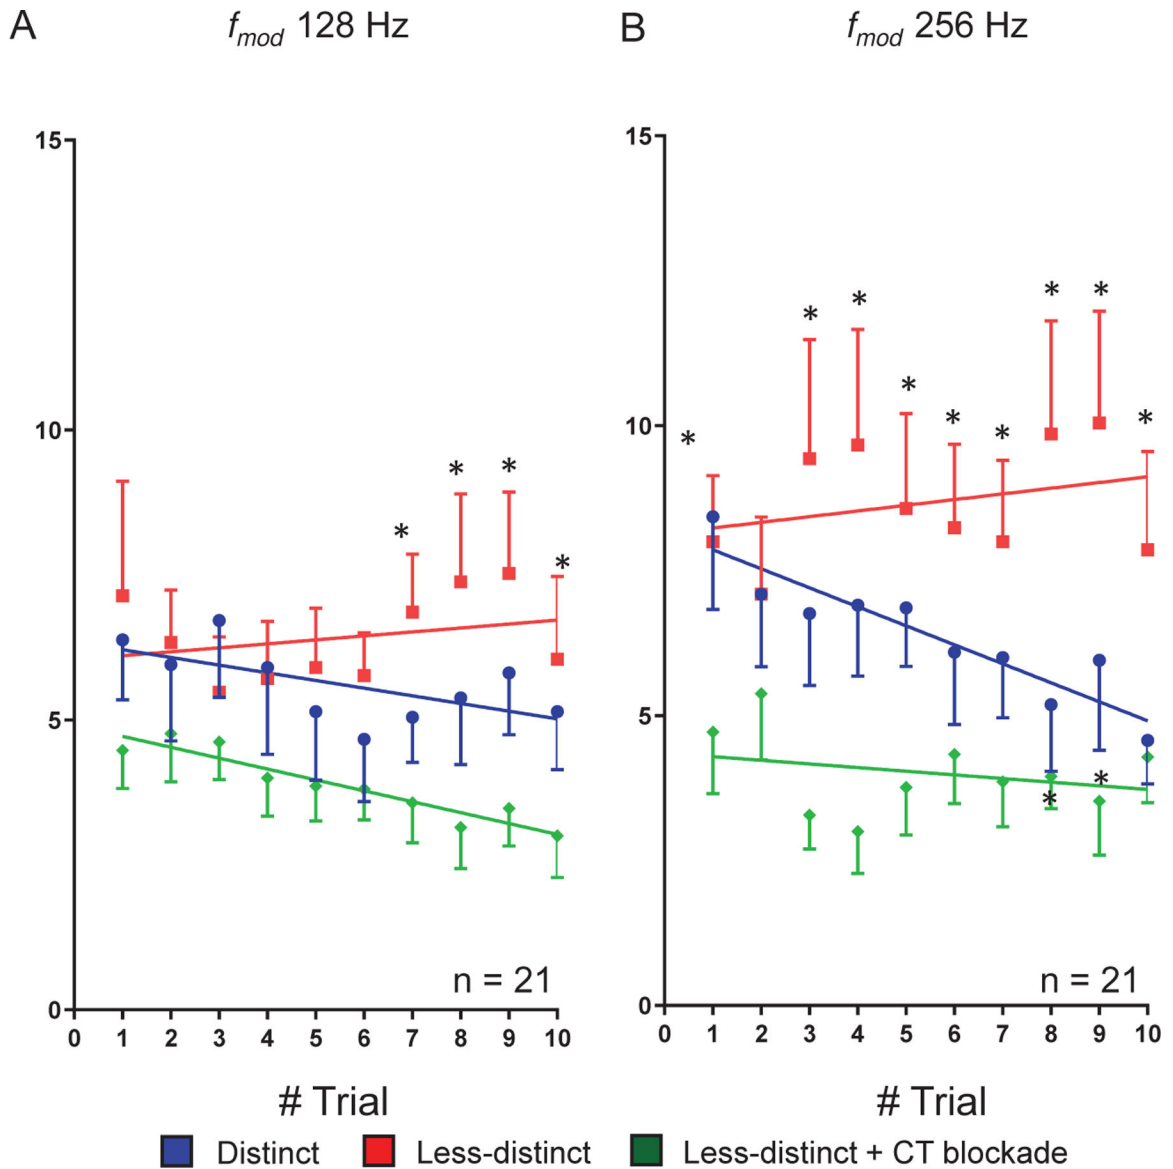 A
f_mod 128 Hz
15
10
5
0
* * * *
n = 21
0 1 2 3 4 5 6 7 8 9 10
# Trial
B
f_mod 256 Hz
15
10
5
0
* * * * * * * * *
* *
n = 21
0 1 2 3 4 5 6 7 8 9 10
# Trial
Distinct Less-distinct Less-distinct + CT blockade